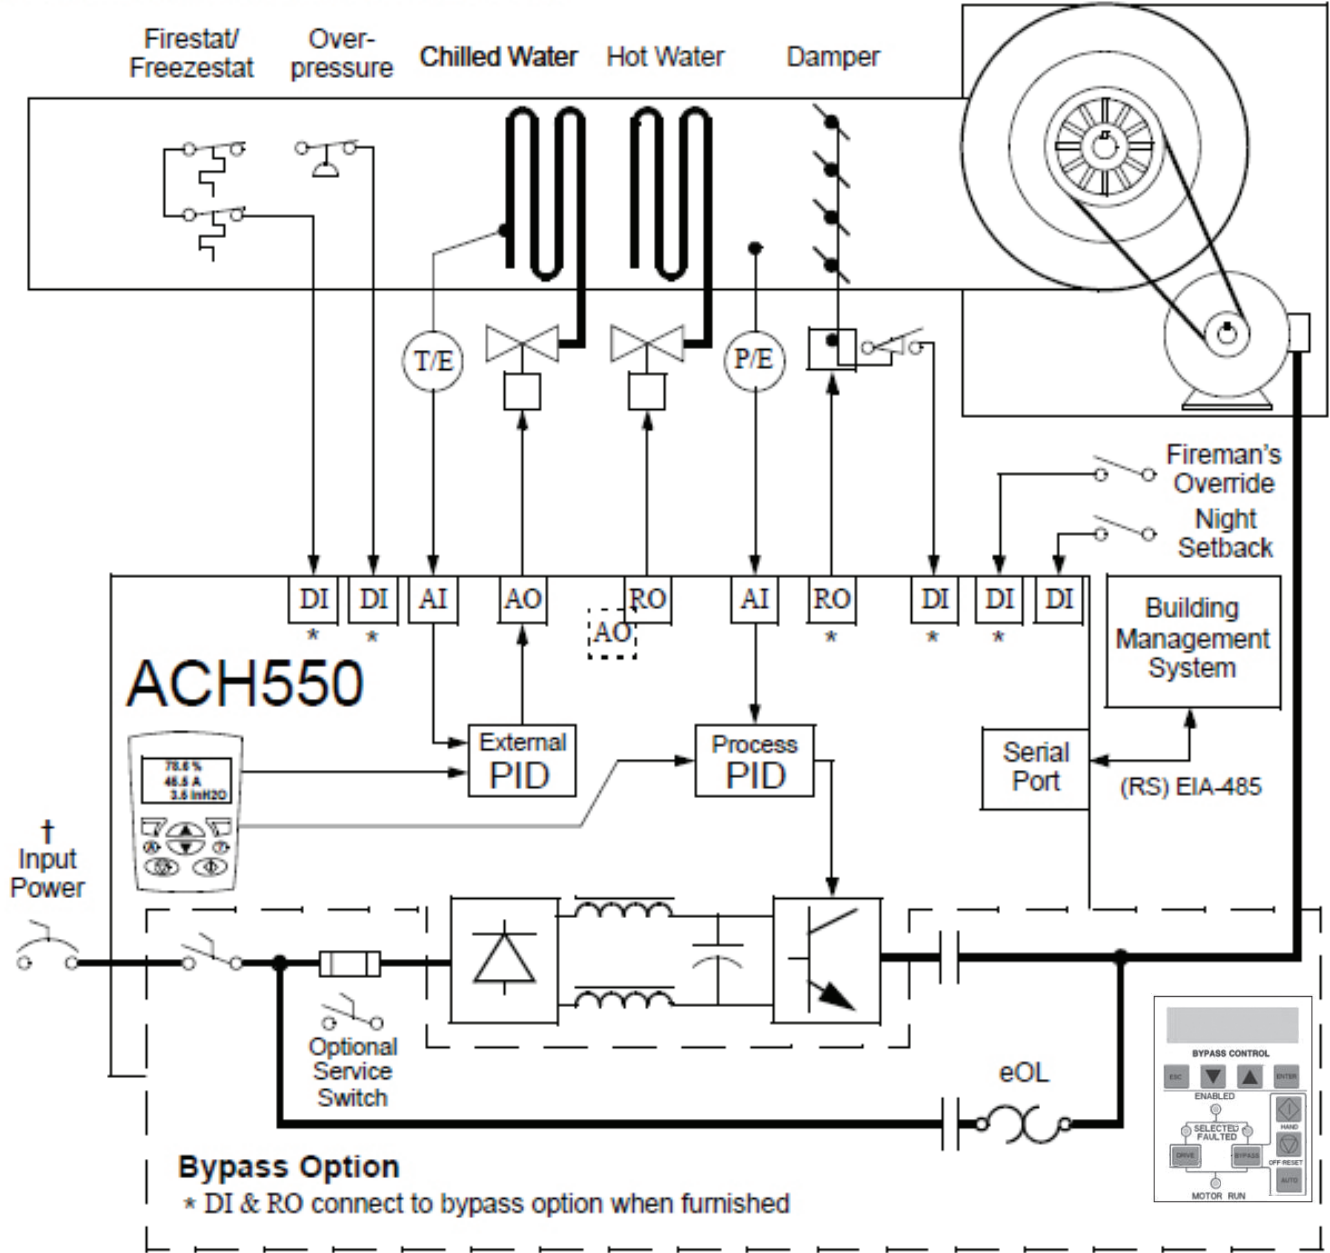 Firestat/
Freezestat
Over-
pressure
Chilled Water
Hot Water
Damper
T/E
P/E
Fireman's
Override
Night
Setback
DI
DI
AI
AO
RO
AI
RO
DI
DI
DI
*
*
AO
*
*
*
Building
Management
System
ACH550
External
PID
Process
PID
Serial
Port
(RS) EIA-485
78.6 %
46.5 A
3.5 InH2O
†
Input
Power
Optional
Service
Switch
eOL
BYPASS CONTROL
ESC
ENTER
ENABLED
SELECTED
FAULTED
HAND
DRIVE
BYPASS
OFF/RESET
AUTO
MOTOR RUN
Bypass Option
* DI & RO connect to bypass option when furnished